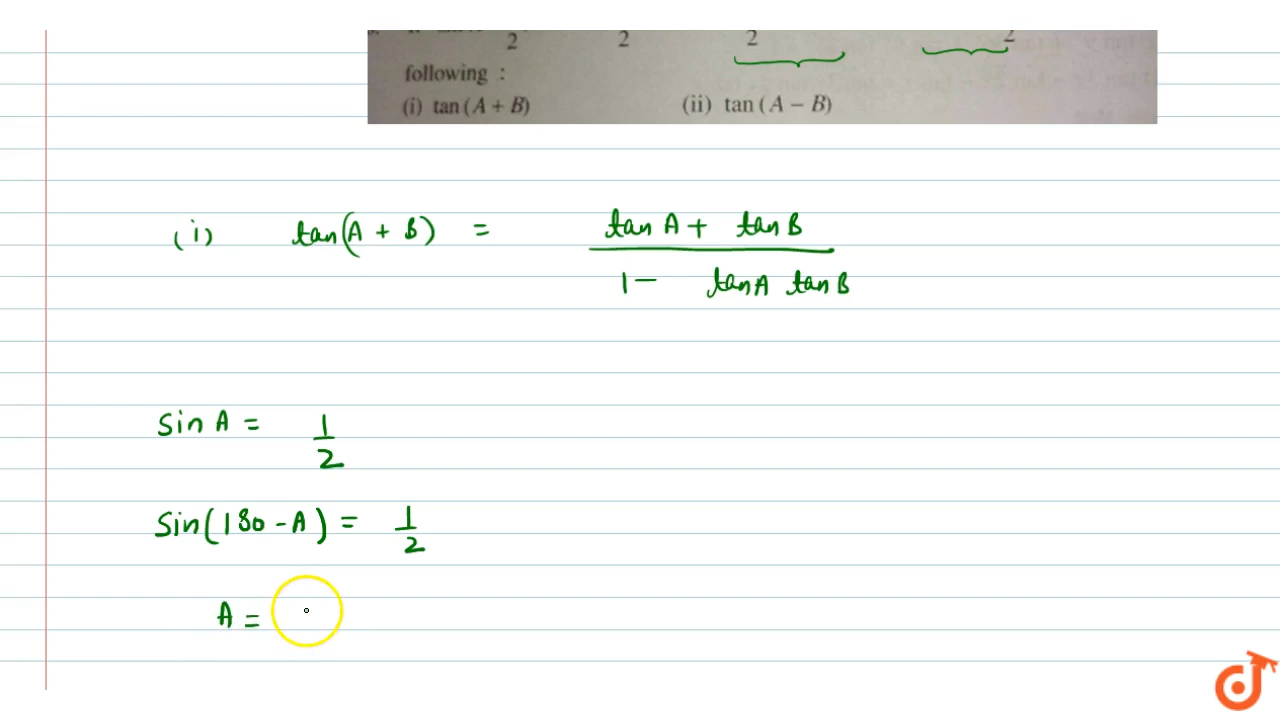 2 2 2 2
following :
(i) tan (A + B) (ii) tan (A – B)
(i) tan(A + B) = tan A + tan B
1 – tan A tan B
sin A = 1
2
sin(180 - A) = 1
2
A =